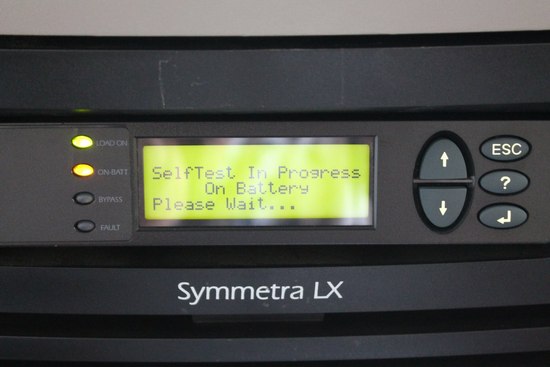 LOAD ON
ON-BATT
BYPASS
FAULT
SelfTest In Progress
On Battery
Please Wait...
ESC
?
Symmetra LX